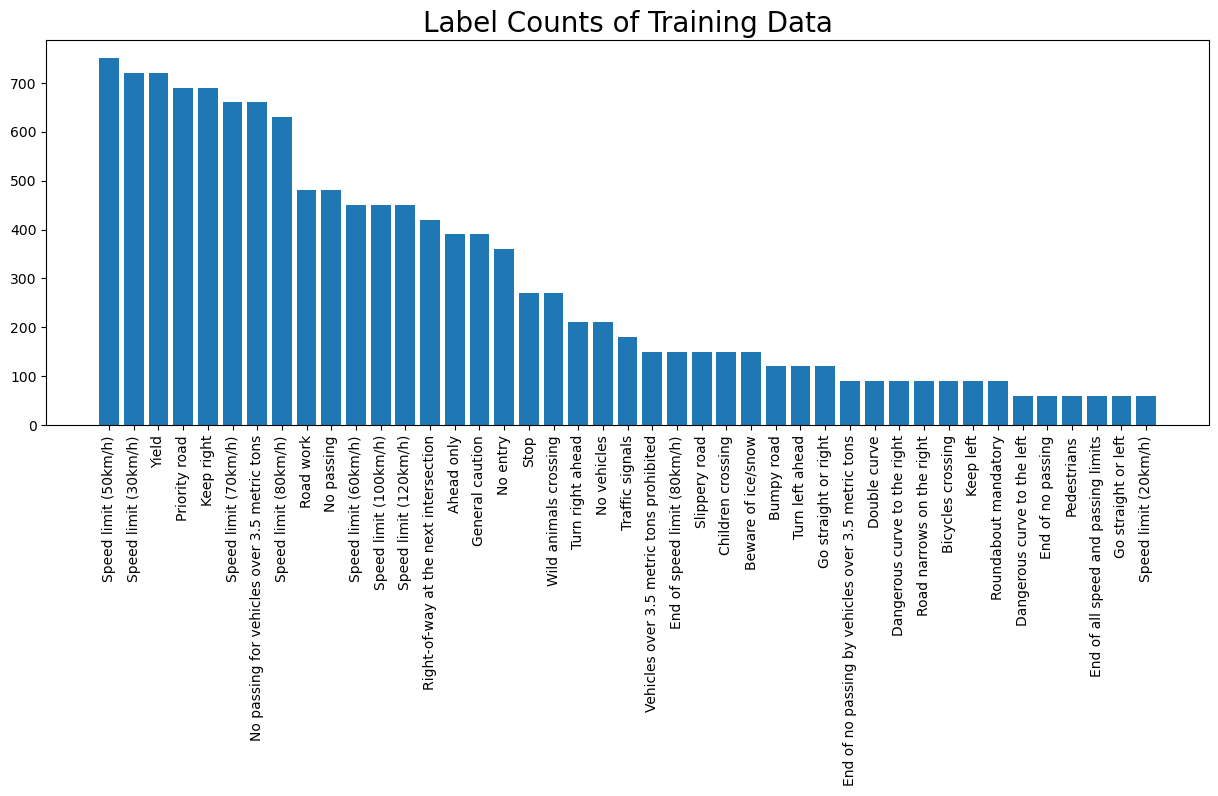 Label Counts of Training Data
700
600
500
400
300
200
100
0
Speed limit (50km/h)
Speed limit (30km/h)
Yield
Priority road
Keep right
Speed limit (70km/h)
No passing for vehicles over 3.5 metric tons
Speed limit (80km/h)
Road work
No passing
Speed limit (60km/h)
Speed limit (100km/h)
Speed limit (120km/h)
Right-of-way at the next intersection
Ahead only
General caution
No entry
Stop
Wild animals crossing
Turn right ahead
No vehicles
Traffic signals
Vehicles over 3.5 metric tons prohibited
End of speed limit (80km/h)
Slippery road
Children crossing
Beware of ice/snow
Bumpy road
Turn left ahead
Go straight or right
End of no passing by vehicles over 3.5 metric tons
Double curve
Dangerous curve to the right
Road narrows on the right
Bicycles crossing
Keep left
Roundabout mandatory
Dangerous curve to the left
End of no passing
Pedestrians
End of all speed and passing limits
Go straight or left
Speed limit (20km/h)